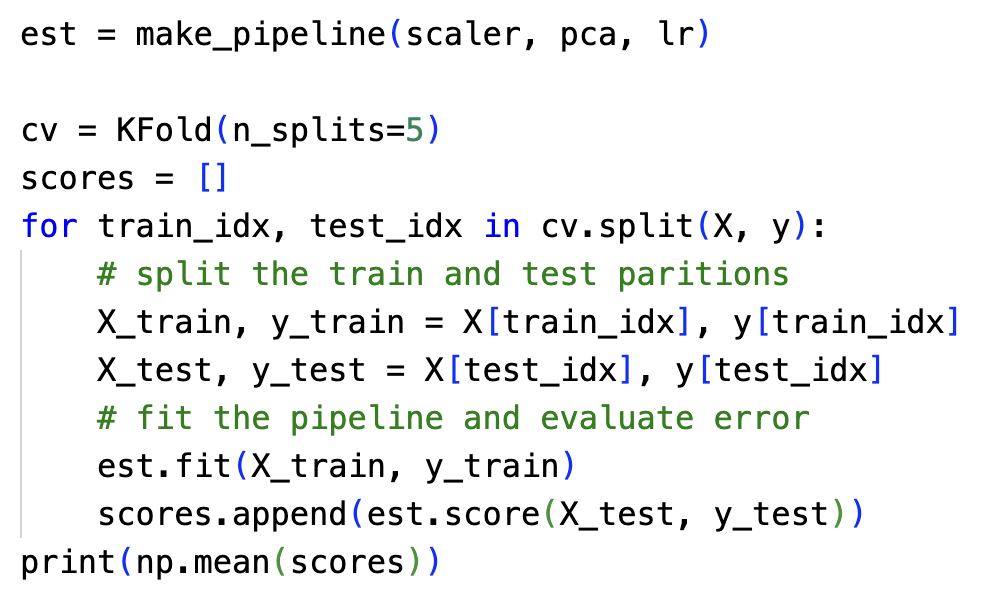 est = make_pipeline(scaler, pca, lr)

cv = KFold(n_splits=5)
scores = []
for train_idx, test_idx in cv.split(X, y):
    # split the train and test paritions
    X_train, y_train = X[train_idx], y[train_idx]
    X_test, y_test = X[test_idx], y[test_idx]
    # fit the pipeline and evaluate error
    est.fit(X_train, y_train)
    scores.append(est.score(X_test, y_test))
print(np.mean(scores))